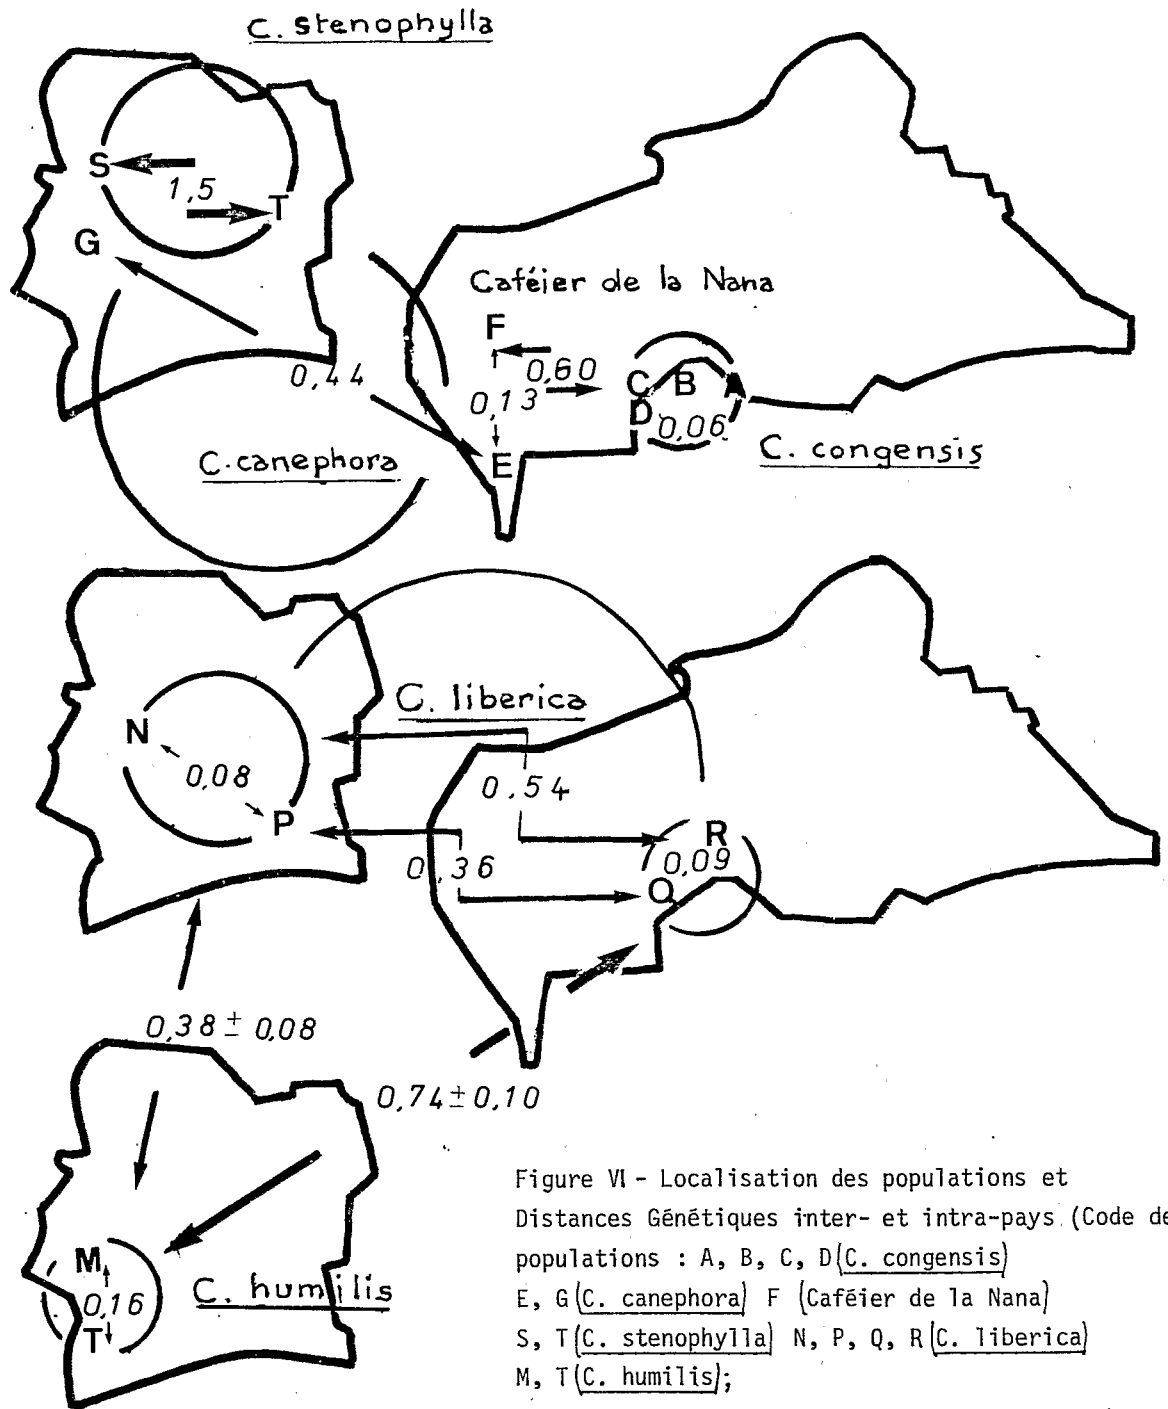 C. stenophylla
S
1,5
T
G
Caféier de la Nana
F
0,60
0,44
0,13
C B A
D
0,06
E
C. canephora
C. congensis
C. liberica
N
0,08
P
0,54
0,36
R
0,09
Q
0,38 ± 0,08
0,74 ± 0,10
M
0,16
T
C. humilis
Figure VI - Localisation des populations et
Distances Génétiques inter- et intra-pays (Code de
populations : A, B, C, D (C. congensis)
E, G (C. canephora) F (Caféier de la Nana)
S, T (C. stenophylla) N, P, Q, R (C. liberica)
M, T (C. humilis);